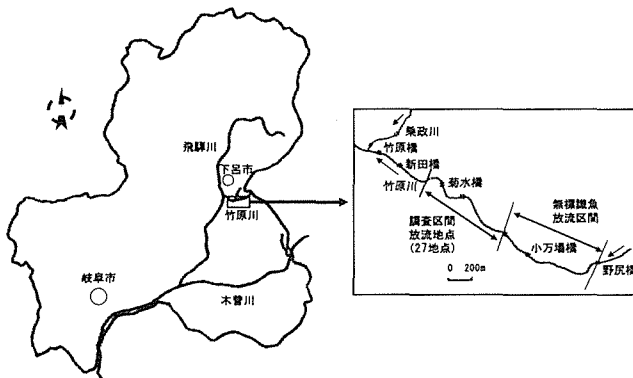 飛騨川
下呂市
竹原川
岐阜市
木曽川
乗政川
竹原橋
新田橋
竹原川
菊水橋
調査区間
放流地点
(27地点)
無標識魚
放流区間
小万場橋
野尻橋
0 200m